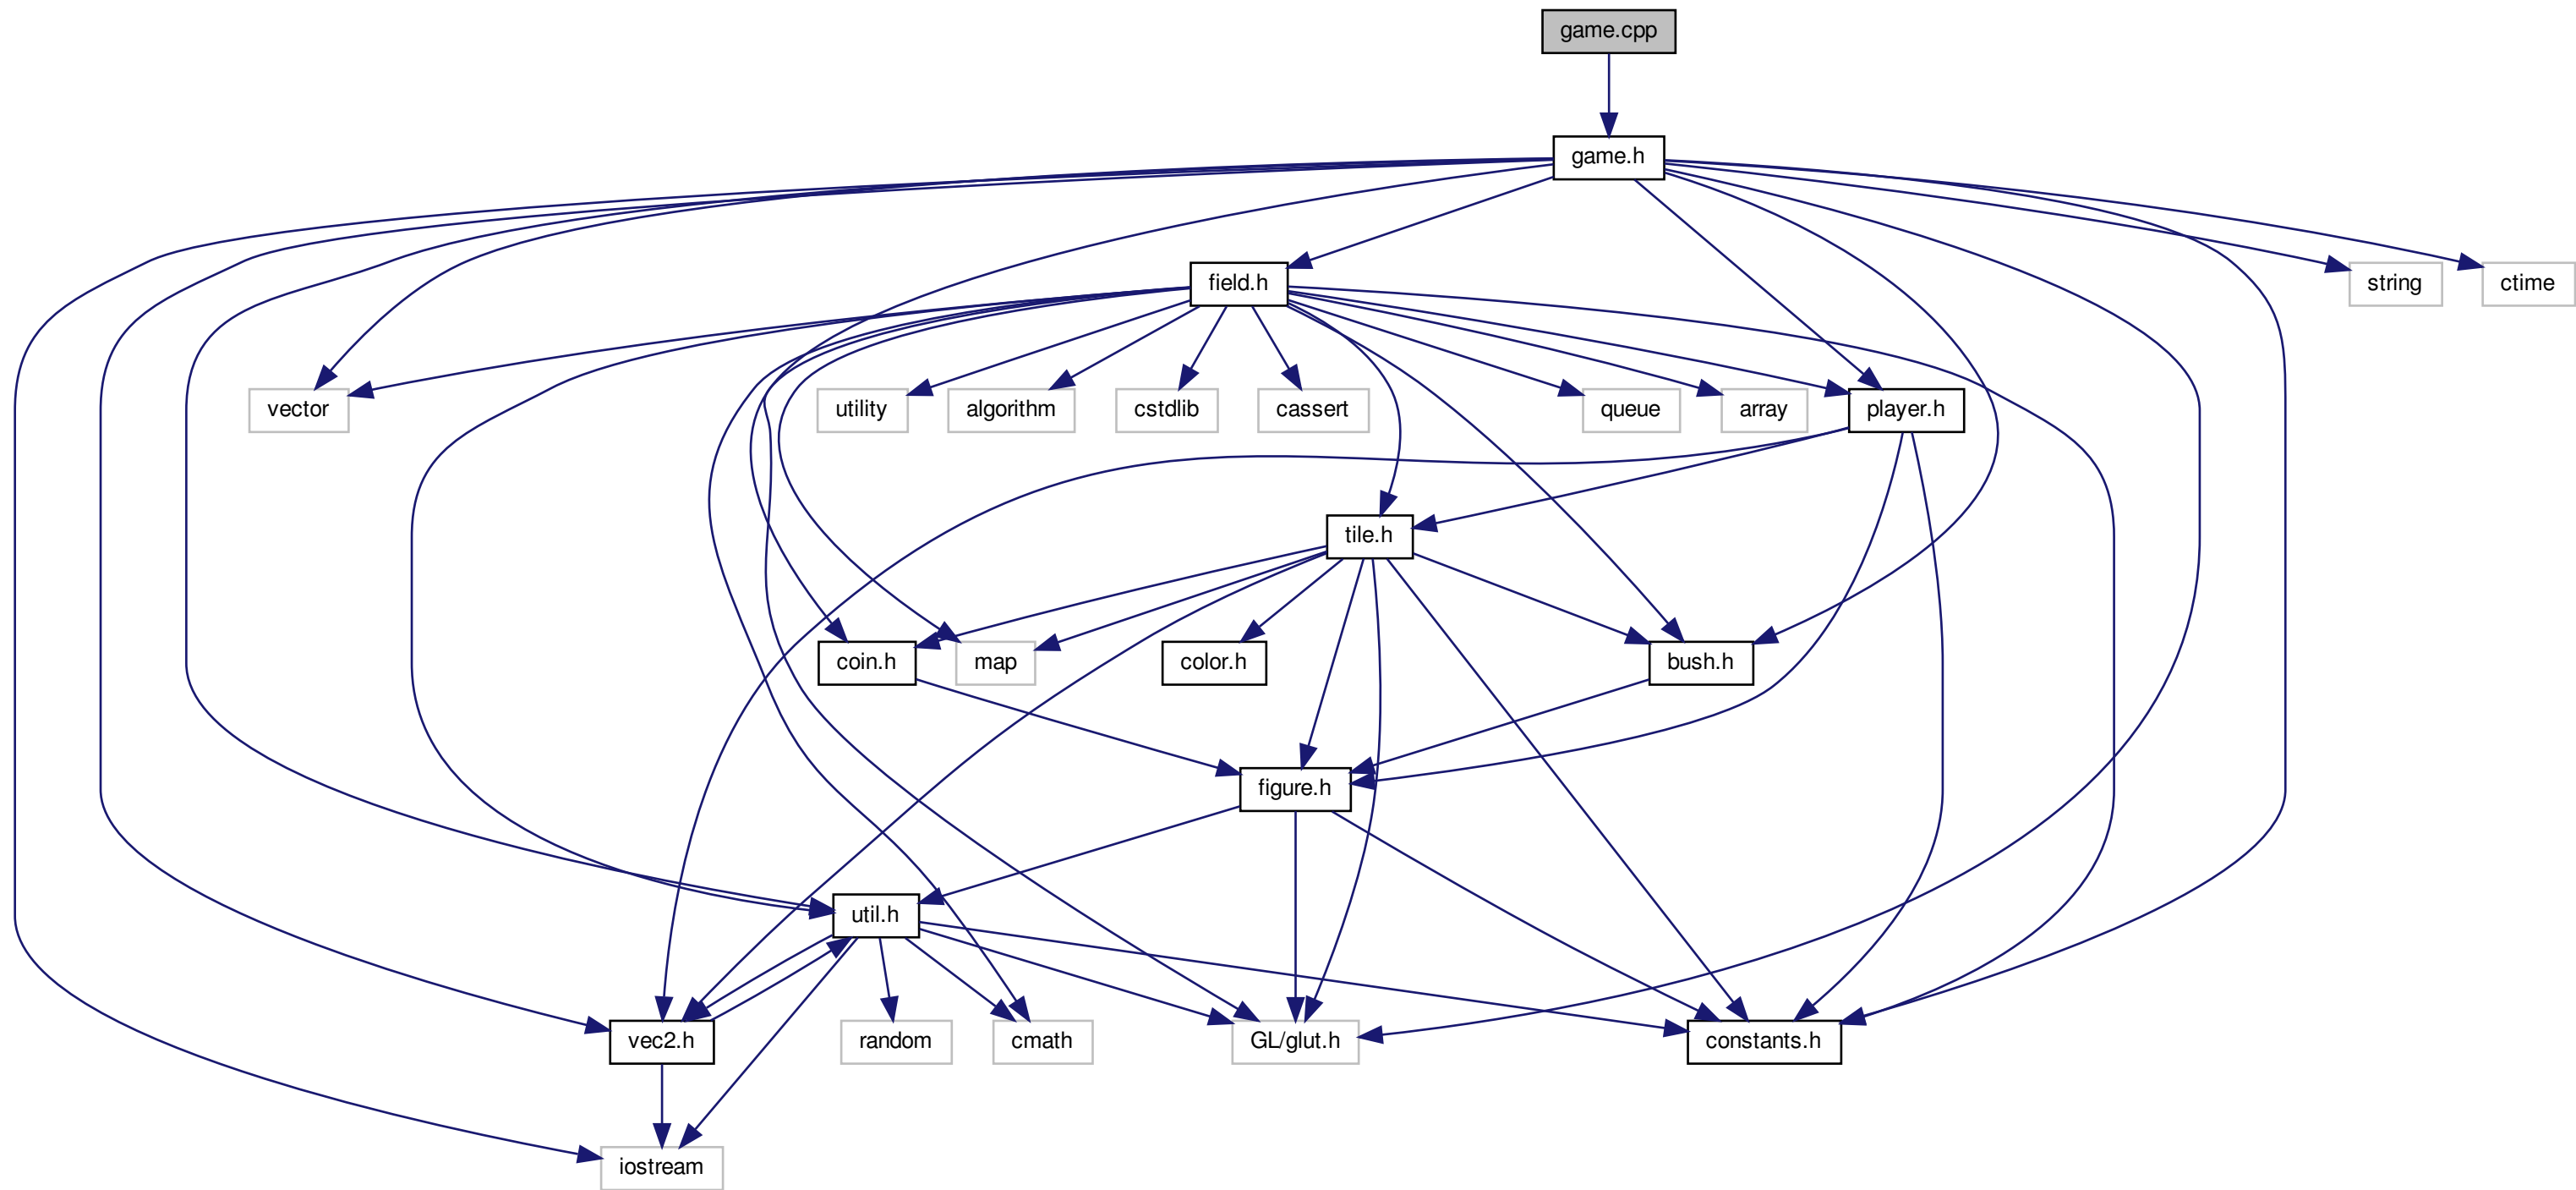 game.cpp
game.h
field.h
string
ctime
vector
utility
algorithm
cstdlib
cassert
queue
array
player.h
tile.h
coin.h
map
color.h
bush.h
figure.h
util.h
vec2.h
random
cmath
GL/glut.h
constants.h
iostream